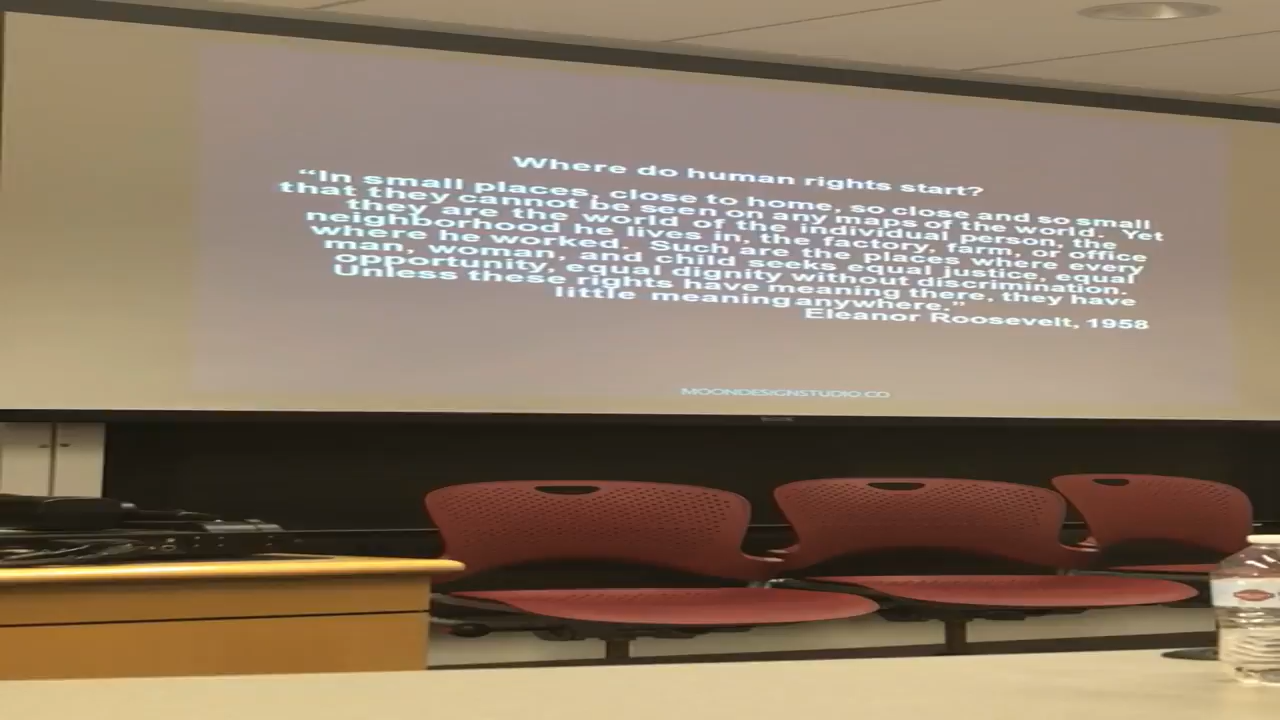 Where do human rights start?
“In small places, close to home, so close and so small
that they cannot be seen on any maps of the world.  Yet
they are the world of the individual person, the
neighborhood he lives in, the factory, farm, or office
where he worked.  Such are the places where every
man, woman, and child seeks equal justice, equal
opportunity, equal dignity without discrimination.
Unless these rights have meaning there, they have
little meaning anywhere.”
Eleanor Roosevelt, 1958
MOONDESIGNSTUDIO.CO